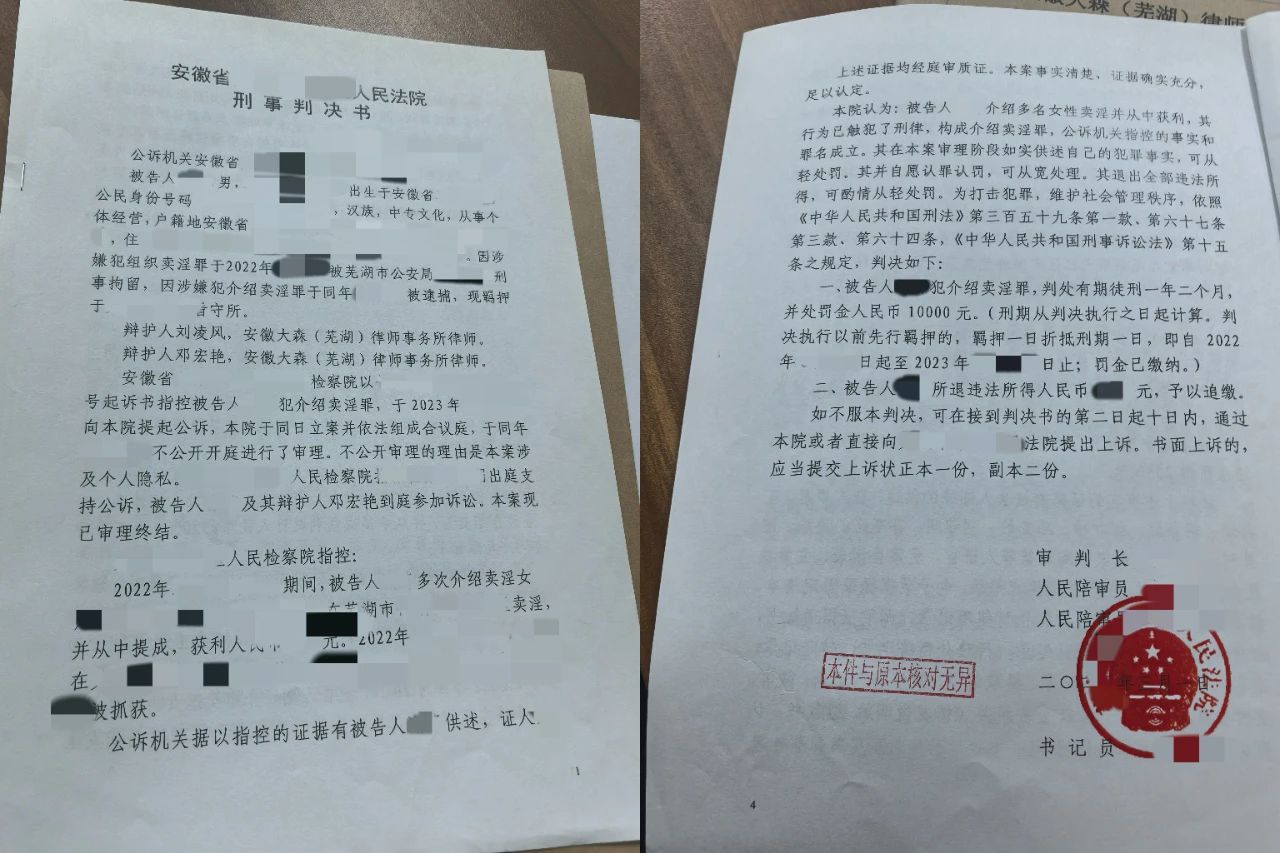 安徽省 人民法院
刑事判决书
公诉机关安徽省
被告人 男， 出生于安徽省
公民身份号码 ，汉族，中专文化，从事个
体经营，户籍地安徽省
，住 。因涉
嫌犯组织卖淫罪于2022年 被芜湖市公安局 刑
事拘留，因涉嫌犯介绍卖淫罪于同年 被逮捕，现羁押
于 守所。
辩护人刘凌风，安徽大森（芜湖）律师事务所律师。
辩护人邓宏艳，安徽大森（芜湖）律师事务所律师。
安徽省 检察院以
号起诉书指控被告人 犯介绍卖淫罪，于2023年
向本院提起公诉，本院于同日立案并依法组成合议庭，于同年
不公开开庭进行了审理。不公开审理的理由是本案涉
及个人隐私。 人民检察院 出庭支
持公诉，被告人 及其辩护人邓宏艳到庭参加诉讼。本案现
已审理终结。
人民检察院指控：
2022年 期间，被告人 多次介绍卖淫女
在芜湖市 卖淫，
并从中提成，获利人民币 元。2022年
在
被抓获。
公诉机关据以指控的证据有被告人 供述，证人
1
大森（芜湖）律师
上述证据均经庭审质证。本案事实清楚，证据确实充分，
足以认定。
本院认为：被告人 介绍多名女性卖淫并从中获利，其
行为已触犯了刑律，构成介绍卖淫罪，公诉机关指控的事实和
罪名成立。其在本案审理阶段如实供述自己的犯罪事实，可从
轻处罚。其并自愿认罪认罚，可从宽处理。其退出全部违法所
得，可酌情从轻处罚。为打击犯罪，维护社会管理秩序，依照
《中华人民共和国刑法》第三百五十九条第一款、第六十七条
第三款、第六十四条，《中华人民共和国刑事诉讼法》第十五
条之规定，判决如下：
一、被告人 犯介绍卖淫罪，判处有期徒刑一年二个月，
并处罚金人民币10000元。（刑期从判决执行之日起计算。判
决执行以前先行羁押的，羁押一日折抵刑期一日，即自2022
年 日起至2023年 日止；罚金已缴纳。）
二、被告人 所退违法所得人民币 元，予以追缴。
如不服本判决，可在接到判决书的第二日起十日内，通过
本院或者直接向 法院提出上诉。书面上诉的，
应当提交上诉状正本一份，副本二份。
审判长
人民陪审员
人民陪审员
本件与原本核对无异
二〇 年三月 日
民法院
书记员
4